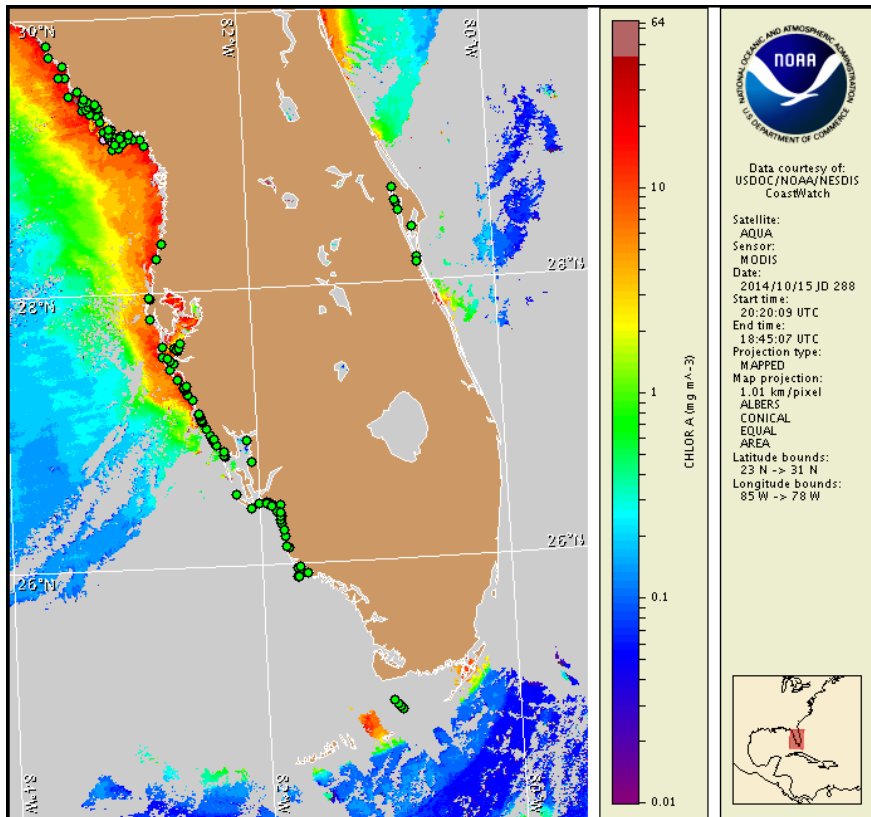 30°N
82°W
80°W
28°N
28°N
26°N
26°N
84°W
82°W
80°W
64
10
1
0.1
0.01
CHLOR A (mg m^-3)
NATIONAL OCEANIC AND ATMOSPHERIC ADMINISTRATION
NOAA
U.S. DEPARTMENT OF COMMERCE
Data courtesy of:
USDOC/NOAA/NESDIS
CoastWatch
Satellite:
AQUA
Sensor:
MODIS
Date:
2014/10/15 JD 288
Start time:
20:20:09 UTC
End time:
18:45:07 UTC
Projection type:
MAPPED
Map projection:
1.01 km/pixel
ALBERS
CONICAL
EQUAL
AREA
Latitude bounds:
23 N -> 31 N
Longitude bounds:
85 W -> 78 W